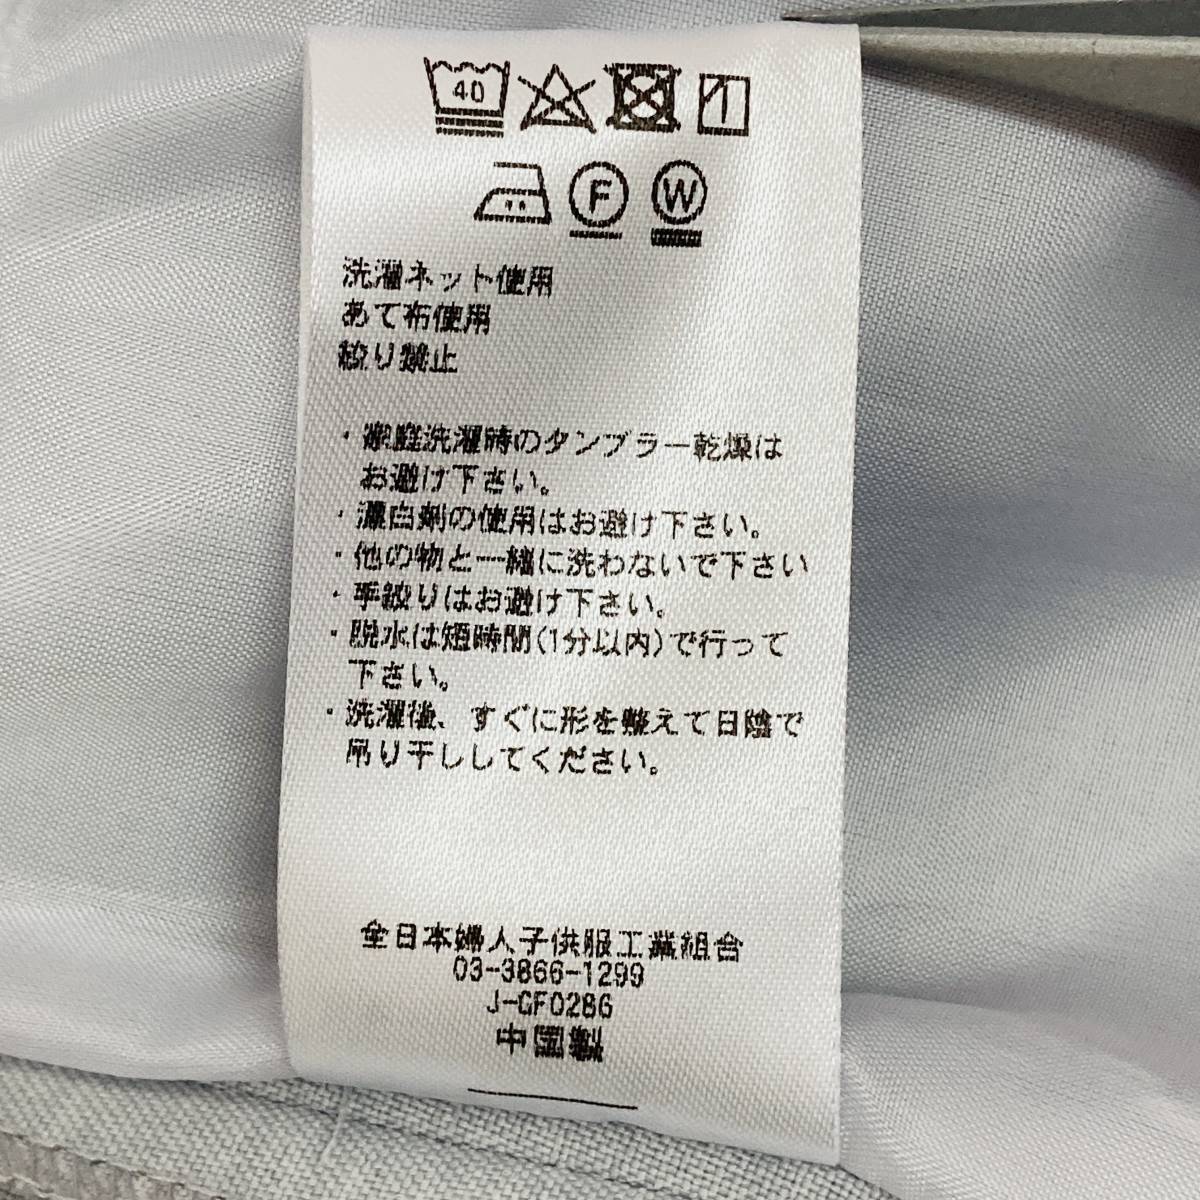 40
F W
洗濯ネット使用
あて布使用
絞り禁止
・家庭洗濯時のタンブラー乾燥は
お避け下さい。
・漂白剤の使用はお避け下さい。
・他の物と一緒に洗わないで下さい
・手絞りはお避け下さい。
・脱水は短時間(1分以内)で行って
下さい。
・洗濯後、すぐに形を整えて日陰で
吊り干ししてください。
全日本婦人子供服工業組合
03-3866-1299
J-GF0286
中国製